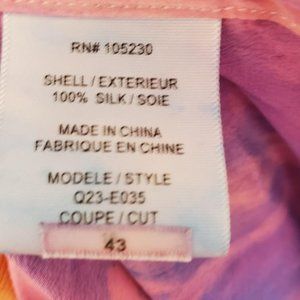 RN# 105230
SHELL / EXTERIEUR
100% SILK / SOIE
MADE IN CHINA
FABRIQUE EN CHINE
MODELE / STYLE
Q23-E035
COUPE / CUT
43